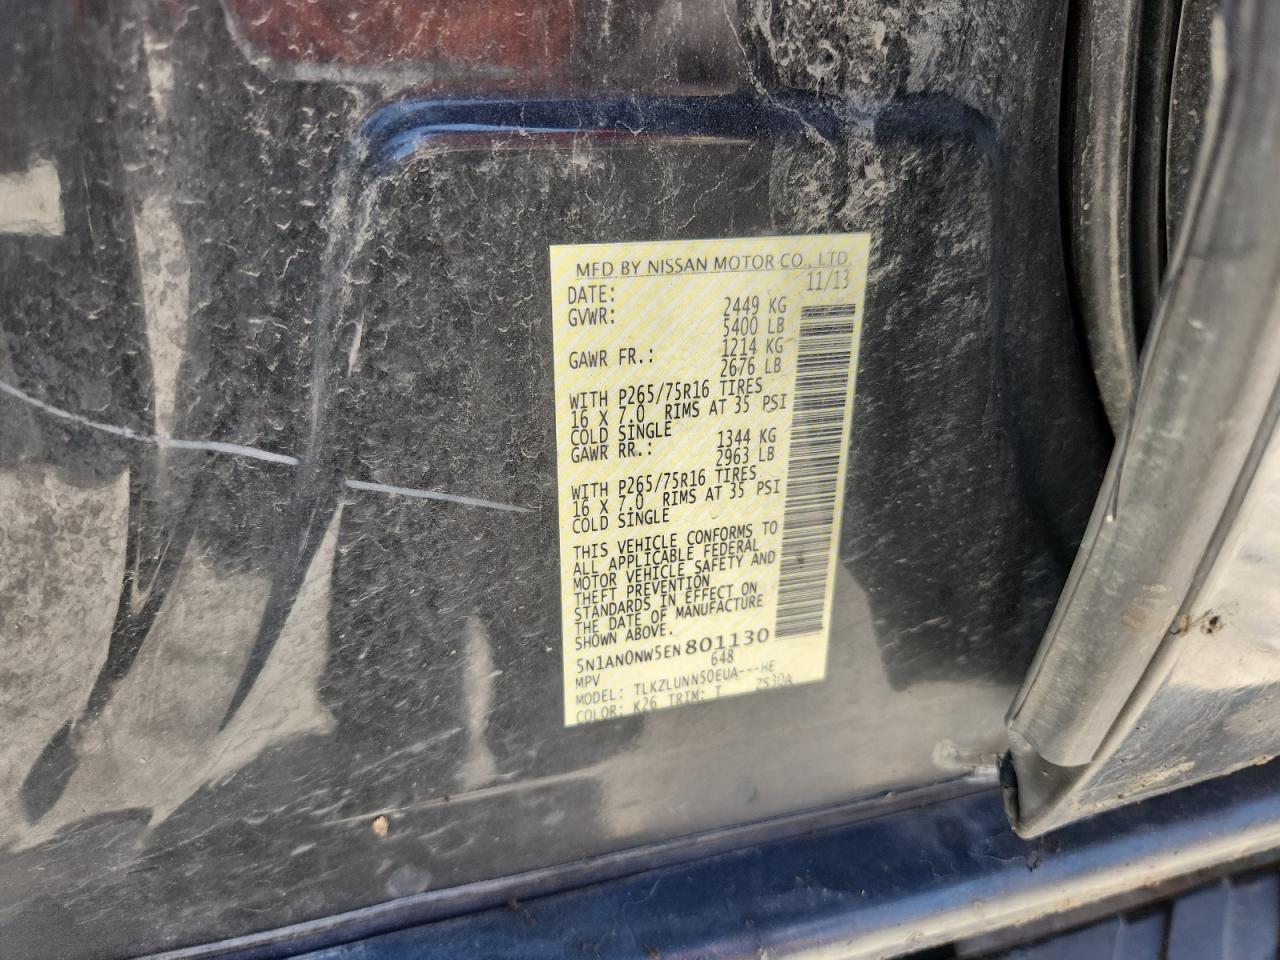 MFD BY NISSAN MOTOR CO., LTD.
DATE: 11/13
GVWR: 2449 KG
5400 LB
GAWR FR.: 1214 KG
2676 LB
WITH P265/75R16 TIRES
16 X 7.0 RIMS AT 35 PSI
COLD SINGLE
GAWR RR.: 1344 KG
2963 LB
WITH P265/75R16 TIRES
16 X 7.0 RIMS AT 35 PSI
COLD SINGLE
THIS VEHICLE CONFORMS TO
ALL APPLICABLE FEDERAL
MOTOR VEHICLE SAFETY AND
THEFT PREVENTION
STANDARDS IN EFFECT ON
THE DATE OF MANUFACTURE
SHOWN ABOVE.
5N1AN0NW5EN801130
MPV 648
MODEL: TLKZLUNN50EUA---HE
COLOR: K26 TRIM: T ZS30A